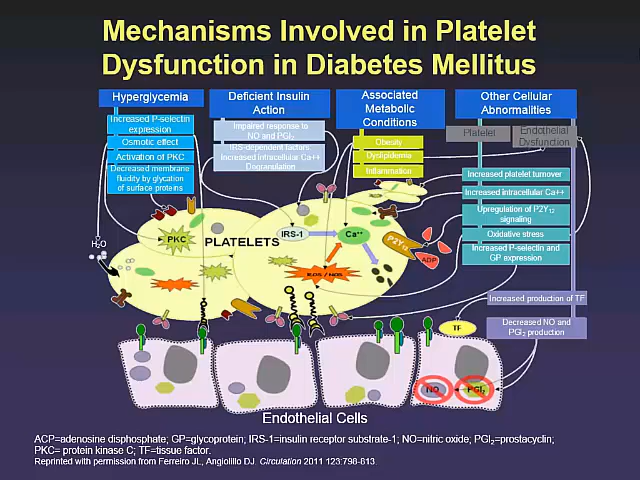 Mechanisms Involved in Platelet
Dysfunction in Diabetes Mellitus
Hyperglycemia
Increased P-selectin
expression
Osmotic effect
Activation of PKC
Decreased membrane
fluidity by glycation
of surface proteins
Deficient Insulin
Action
Impaired response to
NO and PGI2
IRS-dependent factors
Increased intracellular Ca++
Degranulation
Associated
Metabolic
Conditions
Obesity
Dyslipidemia
Inflammation
Other Cellular
Abnormalities
Platelet
Endothelial
Dysfunction
Increased platelet turnover
Increased intracellular Ca++
Upregulation of P2Y12
signaling
Oxidative stress
Increased P-selectin and
GP expression
Increased production of TF
Decreased NO and
PGI2 production
H2O
PKC
PLATELETS
IRS-1
Ca++
P2Y12
ADP
ROS / NOS
TF
NO
PGI2
Endothelial Cells
ACP=adenosine disphosphate; GP=glycoprotein; IRS-1=insulin receptor substrate-1; NO=nitric oxide; PGI2=prostacyclin;
PKC= protein kinase C; TF=tissue factor.
Reprinted with permission from Ferreiro JL, Angiolillo DJ. Circulation 2011 123:798-813.